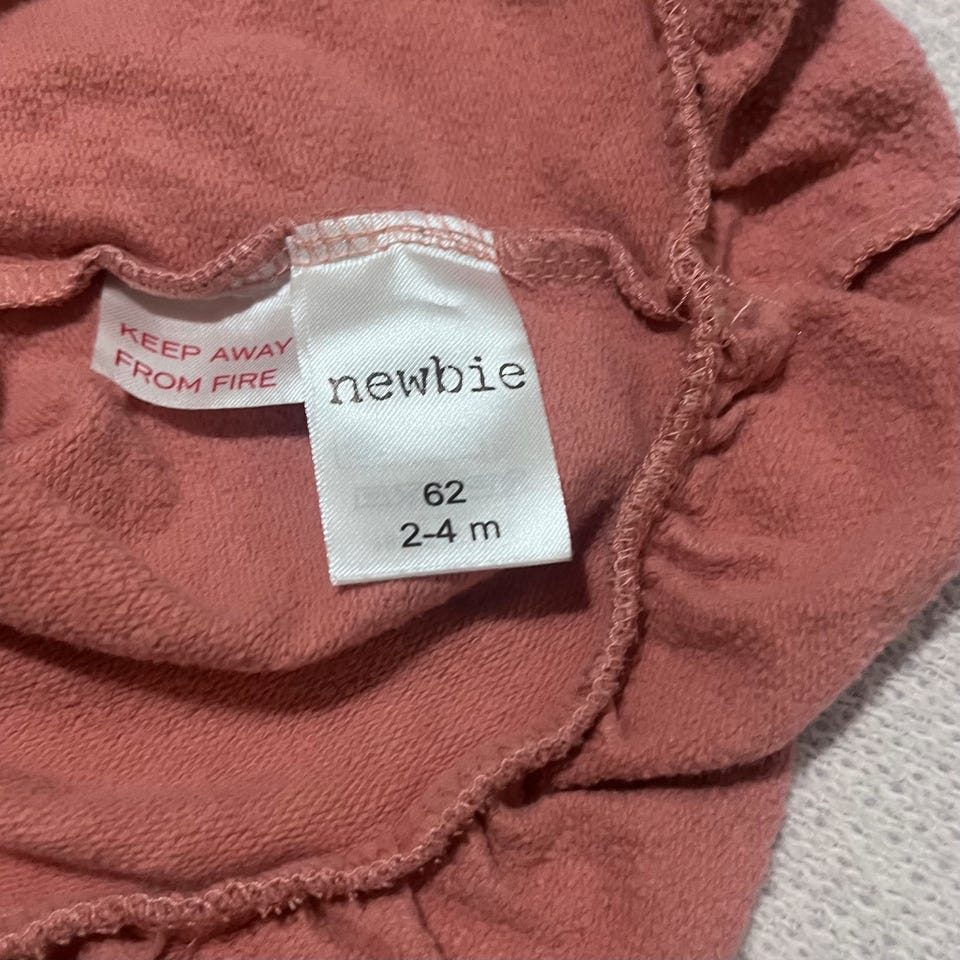 KEEP AWAY
FROM FIRE
newbie
62
2-4 m